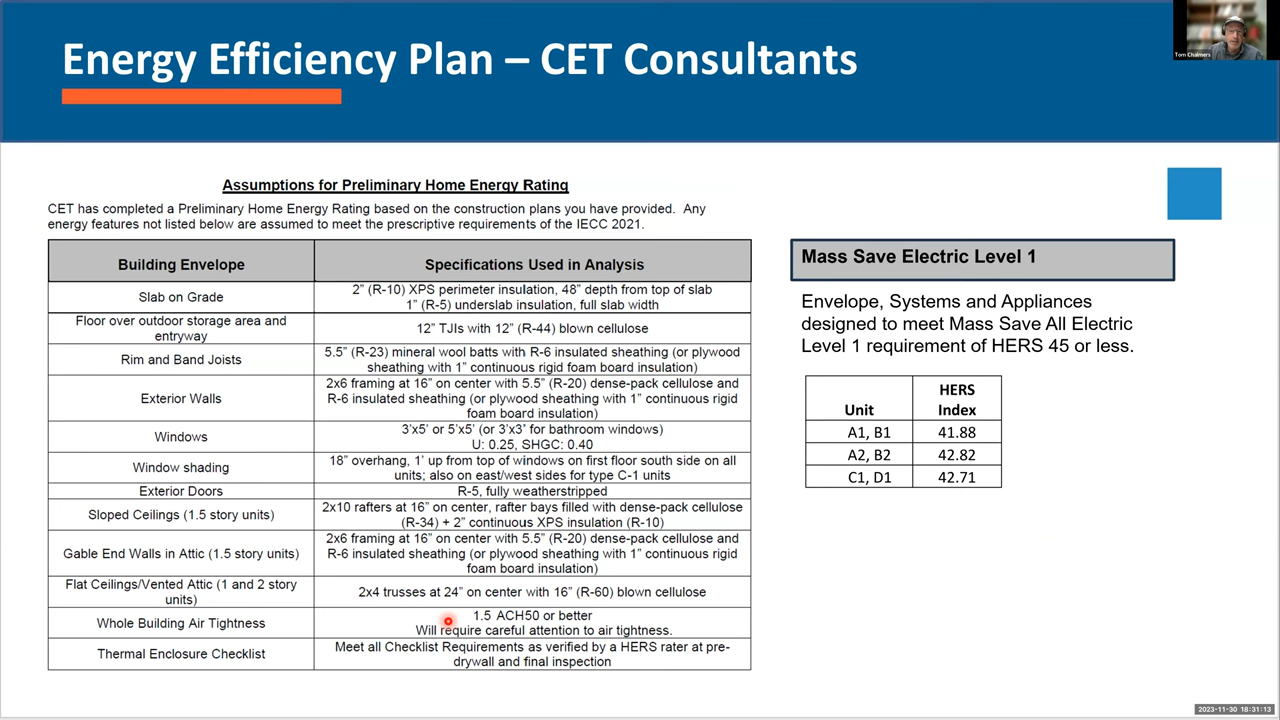 Energy Efficiency Plan – CET Consultants
Tom Chalmers
Assumptions for Preliminary Home Energy Rating
CET has completed a Preliminary Home Energy Rating based on the construction plans you have provided. Any
energy features not listed below are assumed to meet the prescriptive requirements of the IECC 2021.
Building Envelope
Specifications Used in Analysis
Slab on Grade
2” (R-10) XPS perimeter insulation, 48” depth from top of slab
1” (R-5) underslab insulation, full slab width
Floor over outdoor storage area and
entryway
12” TJIs with 12” (R-44) blown cellulose
Rim and Band Joists
5.5” (R-23) mineral wool batts with R-6 insulated sheathing (or plywood
sheathing with 1” continuous rigid foam board insulation)
Exterior Walls
2x6 framing at 16” on center with 5.5” (R-20) dense-pack cellulose and
R-6 insulated sheathing (or plywood sheathing with 1” continuous rigid
foam board insulation)
Windows
3’x5’ or 5’x5’ (or 3’x3’ for bathroom windows)
U: 0.25, SHGC: 0.40
Window shading
18” overhang, 1’ up from top of windows on first floor south side on all
units; also on east/west sides for type C-1 units
Exterior Doors
R-5, fully weatherstripped
Sloped Ceilings (1.5 story units)
2x10 rafters at 16” on center, rafter bays filled with dense-pack cellulose
(R-34) + 2” continuous XPS insulation (R-10)
Gable End Walls in Attic (1.5 story units)
2x6 framing at 16” on center with 5.5” (R-20) dense-pack cellulose and
R-6 insulated sheathing (or plywood sheathing with 1” continuous rigid
foam board insulation)
Flat Ceilings/Vented Attic (1 and 2 story
units)
2x4 trusses at 24” on center with 16” (R-60) blown cellulose
Whole Building Air Tightness
1.5 ACH50 or better
Will require careful attention to air tightness.
Thermal Enclosure Checklist
Meet all Checklist Requirements as verified by a HERS rater at pre-
drywall and final inspection
Mass Save Electric Level 1
Envelope, Systems and Appliances
designed to meet Mass Save All Electric
Level 1 requirement of HERS 45 or less.
Unit
HERS
Index
A1, B1 41.88
A2, B2 42.82
C1, D1 42.71
2023-11-30 18:31:13